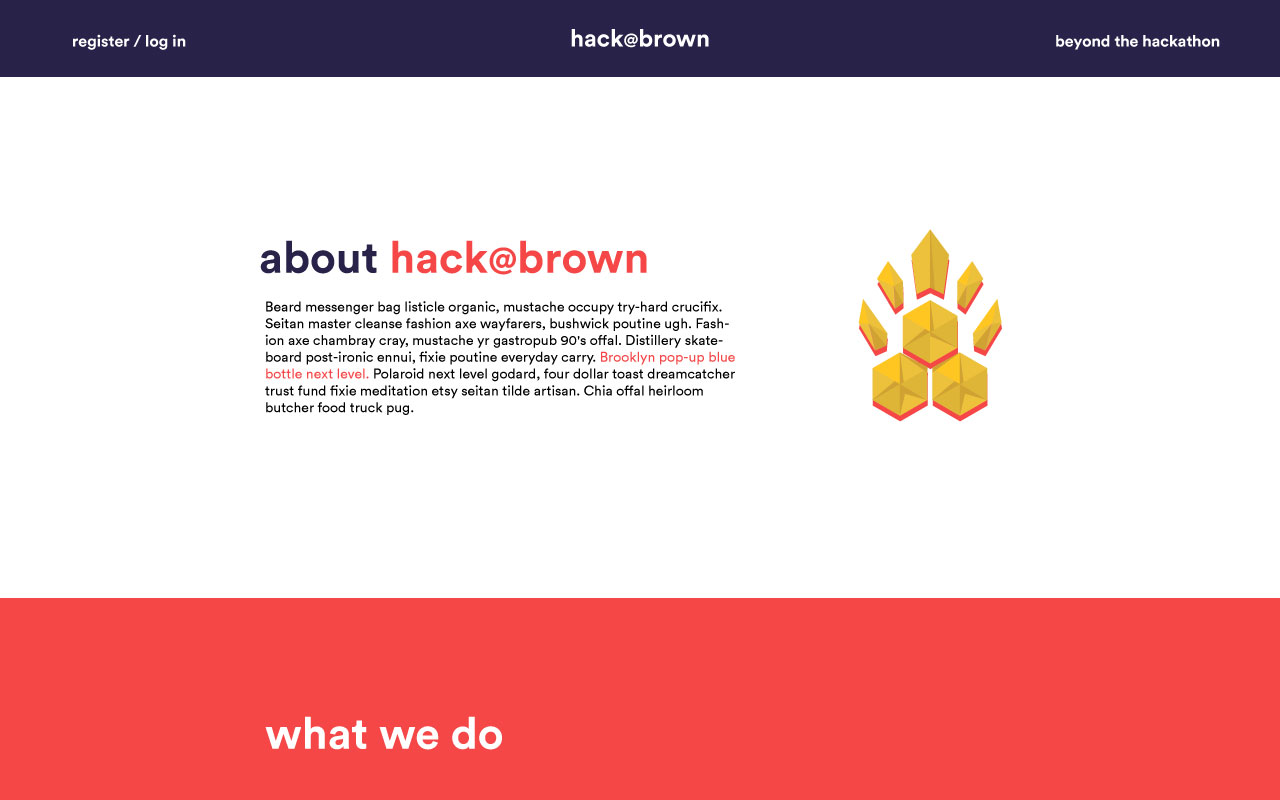 register / log in
hack@brown
beyond the hackathon
about hack@brown
Beard messenger bag listicle organic, mustache occupy try-hard crucifix.
Seitan master cleanse fashion axe wayfarers, bushwick poutine ugh. Fash-
ion axe chambray cray, mustache yr gastropub 90's offal. Distillery skate-
board post-ironic ennui, fixie poutine everyday carry. Brooklyn pop-up blue
bottle next level. Polaroid next level godard, four dollar toast dreamcatcher
trust fund fixie meditation etsy seitan tilde artisan. Chia offal heirloom
butcher food truck pug.
what we do